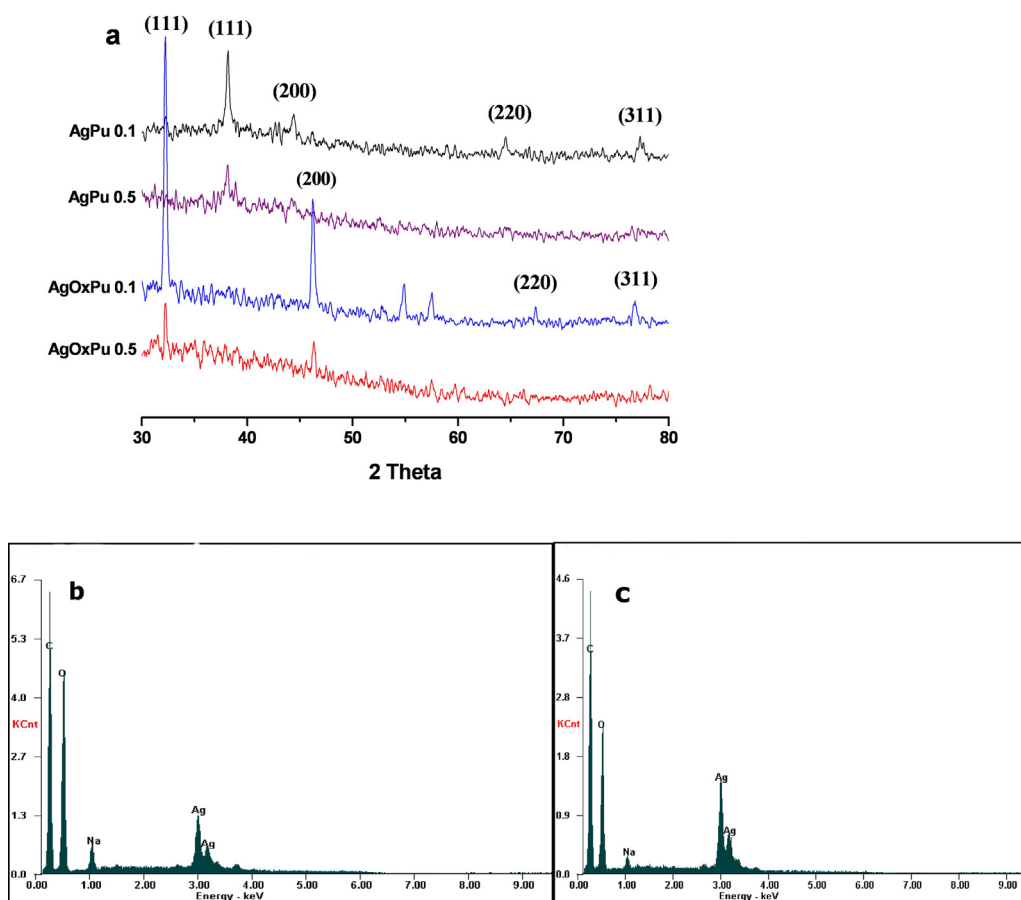 a
(111)
(111)
(200)
(220)
(311)
AgPu 0.1
AgPu 0.5
(200)
AgOxPu 0.1
(220)
(311)
AgOxPu 0.5
30 40 50 60 70 80
2 Theta
b
6.7
5.3
4.0
KCnt
2.7
1.3
0.0
C
O
Na
Ag
Ag
0.00 1.00 2.00 3.00 4.00 5.00 6.00 7.00 8.00 9.00
Energy - keV
c
4.6
3.7
2.8
KCnt
1.8
0.9
0.0
C
O
Na
Ag
Ag
0.00 1.00 2.00 3.00 4.00 5.00 6.00 7.00 8.00 9.00
Energy - keV